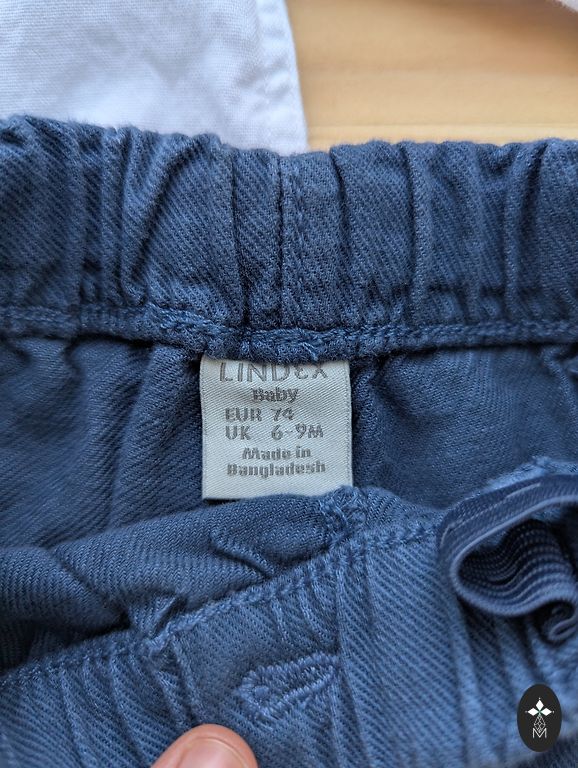 LINDEX
Baby
EUR 74
UK 6-9M
Made in
Bangladesh
M